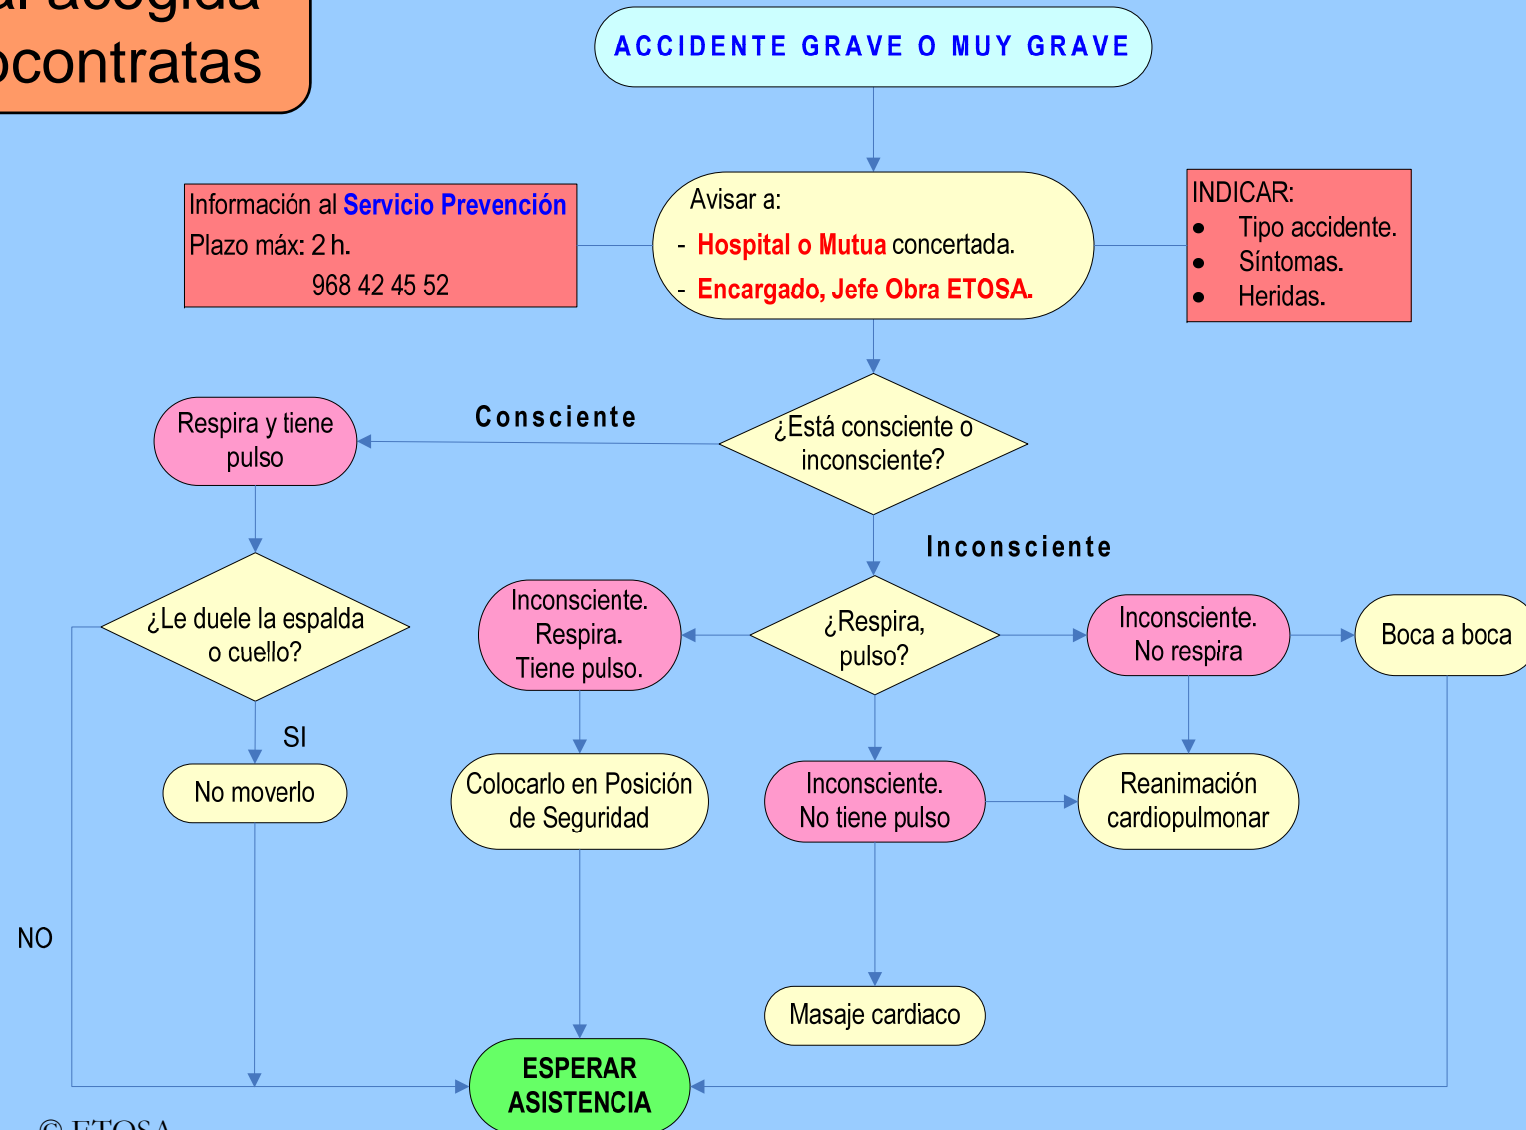 acogida
contratas
ACCIDENTE GRAVE O MUY GRAVE
Información al Servicio Prevención
Plazo máx: 2 h.
968 42 45 52
Avisar a:
- Hospital o Mutua concertada.
- Encargado, Jefe Obra ETOSA.
INDICAR:
● Tipo accidente.
● Síntomas.
● Heridas.
Respira y tiene
pulso
Consciente
¿Está consciente o
inconsciente?
Inconsciente
¿Le duele la espalda
o cuello?
Inconsciente.
Respira.
Tiene pulso.
¿Respira,
pulso?
Inconsciente.
No respira
Boca a boca
SI
No moverlo
Colocarlo en Posición
de Seguridad
Inconsciente.
No tiene pulso
Reanimación
cardiopulmonar
NO
Masaje cardiaco
ESPERAR
ASISTENCIA
© ETOSA